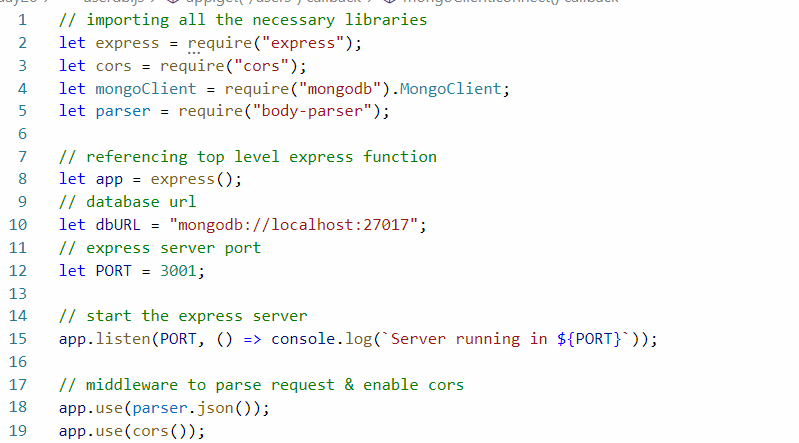 1 // importing all the necessary libraries
2 let express = require("express");
3 let cors = require("cors");
4 let mongoClient = require("mongodb").MongoClient;
5 let parser = require("body-parser");
6
7 // referencing top level express function
8 let app = express();
9 // database url
10 let dbURL = "mongodb://localhost:27017";
11 // express server port
12 let PORT = 3001;
13
14 // start the express server
15 app.listen(PORT, () => console.log(`Server running in ${PORT}`));
16
17 // middleware to parse request & enable cors
18 app.use(parser.json());
19 app.use(cors());